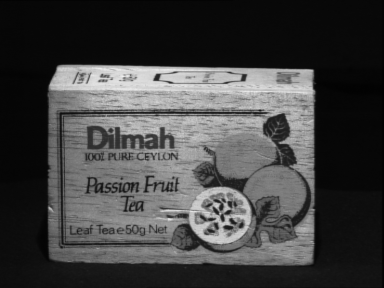 Dilmah
100% PURE CEYLON
Passion Fruit
Tea
Leaf Tea e 50g Net